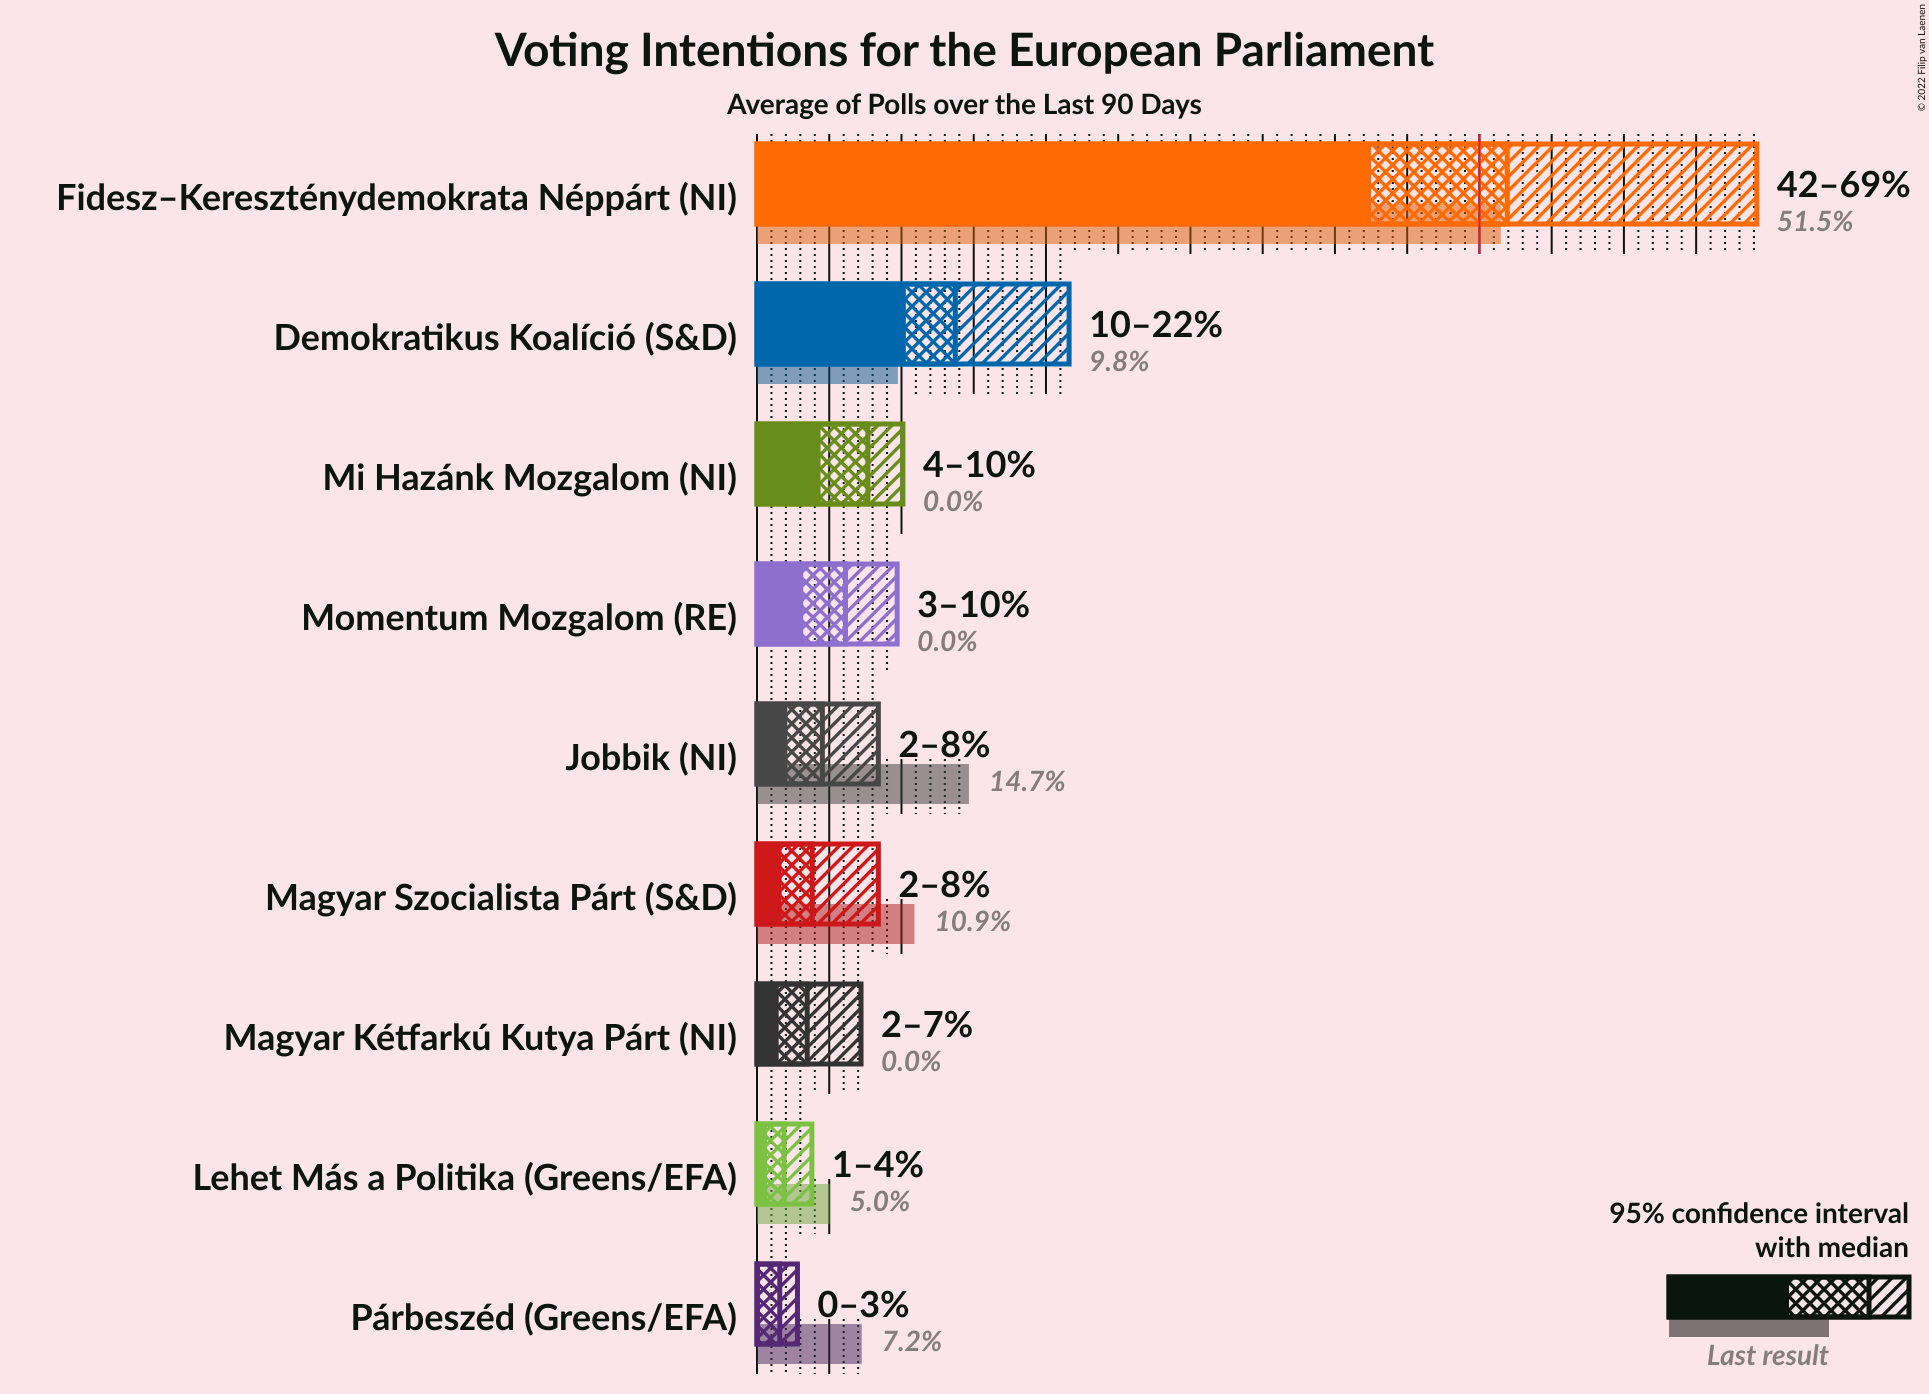 Voting Intentions for the European Parliament
Average of Polls over the Last 90 Days
© 2022 Filip van Laenen
Fidesz–Kereszténydemokrata Néppárt (NI)
42–69%
51.5%
Demokratikus Koalíció (S&D)
10–22%
9.8%
Mi Hazánk Mozgalom (NI)
4–10%
0.0%
Momentum Mozgalom (RE)
3–10%
0.0%
Jobbik (NI)
2–8%
14.7%
Magyar Szocialista Párt (S&D)
2–8%
10.9%
Magyar Kétfarkú Kutya Párt (NI)
2–7%
0.0%
Lehet Más a Politika (Greens/EFA)
1–4%
5.0%
Párbeszéd (Greens/EFA)
0–3%
7.2%
95% confidence interval
with median
Last result